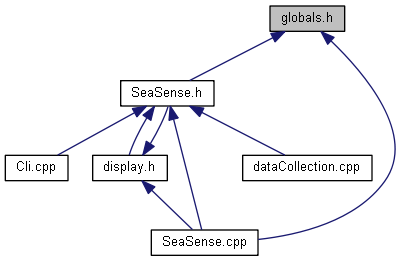 globals.h
SeaSense.h
Cli.cpp
display.h
dataCollection.cpp
SeaSense.cpp